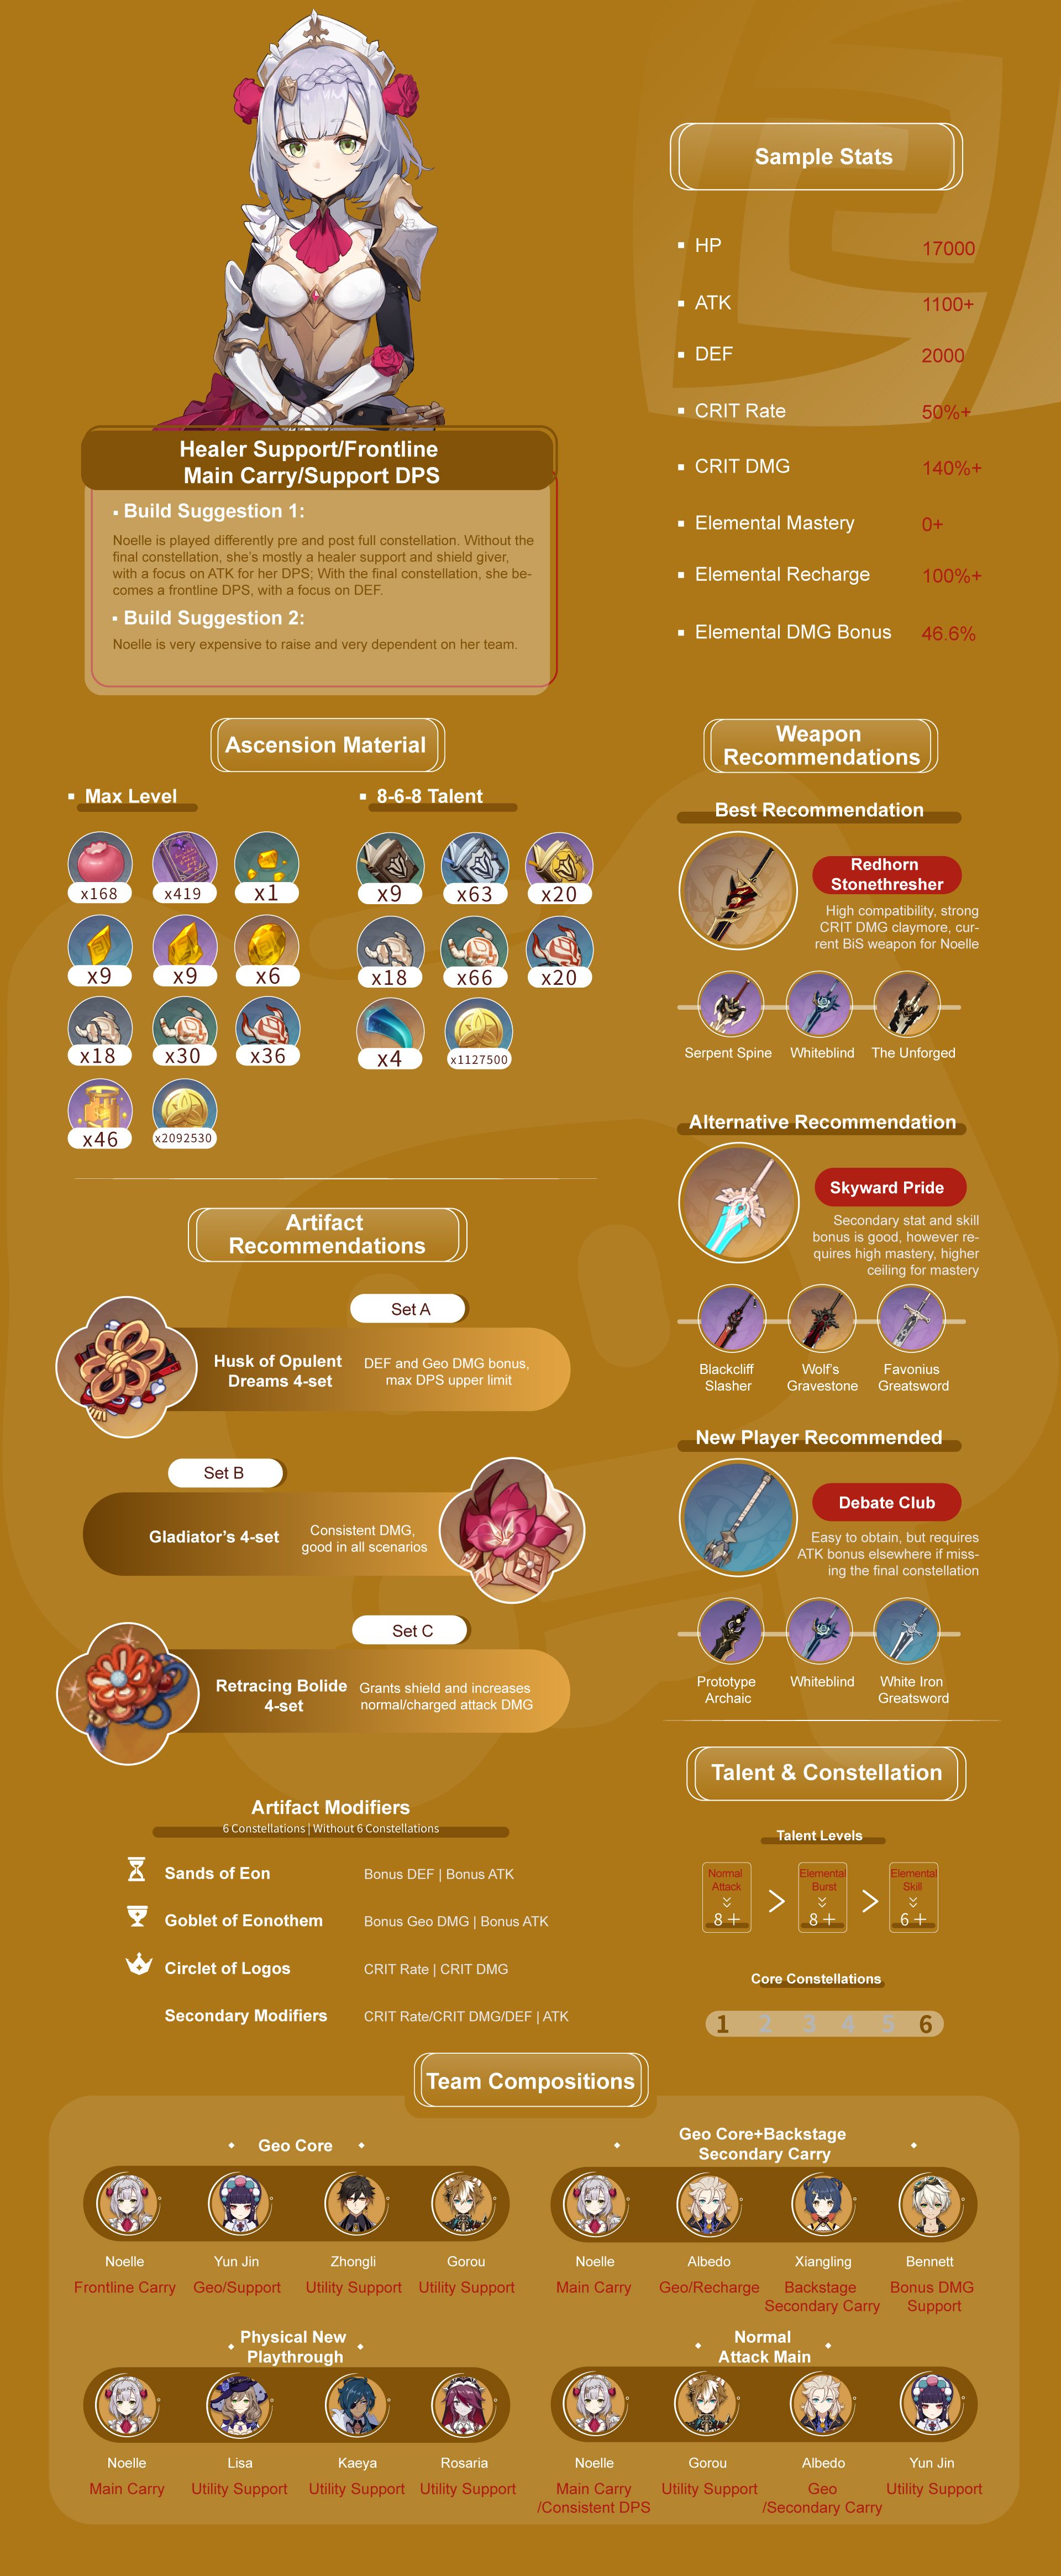 Sample Stats
HP
17000
ATK
1100+
DEF
2000
CRIT Rate
50%+
CRIT DMG
140%+
Elemental Mastery
0+
Elemental Recharge
100%+
Elemental DMG Bonus
46.6%
Healer Support/Frontline
Main Carry/Support DPS
Build Suggestion 1:
Noelle is played differently pre and post full constellation. Without the
final constellation, she's mostly a healer support and shield giver,
with a focus on ATK for her DPS; With the final constellation, she be-
comes a frontline DPS, with a focus on DEF.
Build Suggestion 2:
Noelle is very expensive to raise and very dependent on her team.
Ascension Material
Max Level
x168
x419
x1
x9
x9
x6
x18
x30
x36
x46
x2092530
8-6-8 Talent
x9
x63
x20
x18
x66
x20
x4
x1127500
Weapon
Recommendations
Best Recommendation
Redhorn
Stonethresher
High compatibility, strong
CRIT DMG claymore, cur-
rent BiS weapon for Noelle
Serpent Spine
Whiteblind
The Unforged
Alternative Recommendation
Skyward Pride
Secondary stat and skill
bonus is good, however re-
quires high mastery, higher
ceiling for mastery
Blackcliff
Slasher
Wolf's
Gravestone
Favonius
Greatsword
New Player Recommended
Debate Club
Easy to obtain, but requires
ATK bonus elsewhere if miss-
ing the final constellation
Prototype
Archaic
Whiteblind
White Iron
Greatsword
Artifact
Recommendations
Set A
Husk of Opulent
Dreams 4-set
DEF and Geo DMG bonus,
max DPS upper limit
Set B
Gladiator's 4-set
Consistent DMG,
good in all scenarios
Set C
Retracing Bolide
4-set
Grants shield and increases
normal/charged attack DMG
Artifact Modifiers
6 Constellations | Without 6 Constellations
Sands of Eon
Bonus DEF | Bonus ATK
Goblet of Eonothem
Bonus Geo DMG | Bonus ATK
Circlet of Logos
CRIT Rate | CRIT DMG
Secondary Modifiers
CRIT Rate/CRIT DMG/DEF | ATK
Talent & Constellation
Talent Levels
Normal
Attack
8+
>
Elemental
Burst
8+
>
Elemental
Skill
6+
Core Constellations
1 2 3 4 5 6
Team Compositions
Geo Core
Noelle
Yun Jin
Zhongli
Gorou
Frontline Carry
Geo/Support
Utility Support
Utility Support
Geo Core+Backstage
Secondary Carry
Noelle
Albedo
Xiangling
Bennett
Main Carry
Geo/Recharge
Backstage
Secondary Carry
Bonus DMG
Support
Physical New
Playthrough
Noelle
Lisa
Kaeya
Rosaria
Main Carry
Utility Support
Utility Support
Utility Support
Normal
Attack Main
Noelle
Gorou
Albedo
Yun Jin
Main Carry
/Consistent DPS
Utility Support
Geo
/Secondary Carry
Utility Support